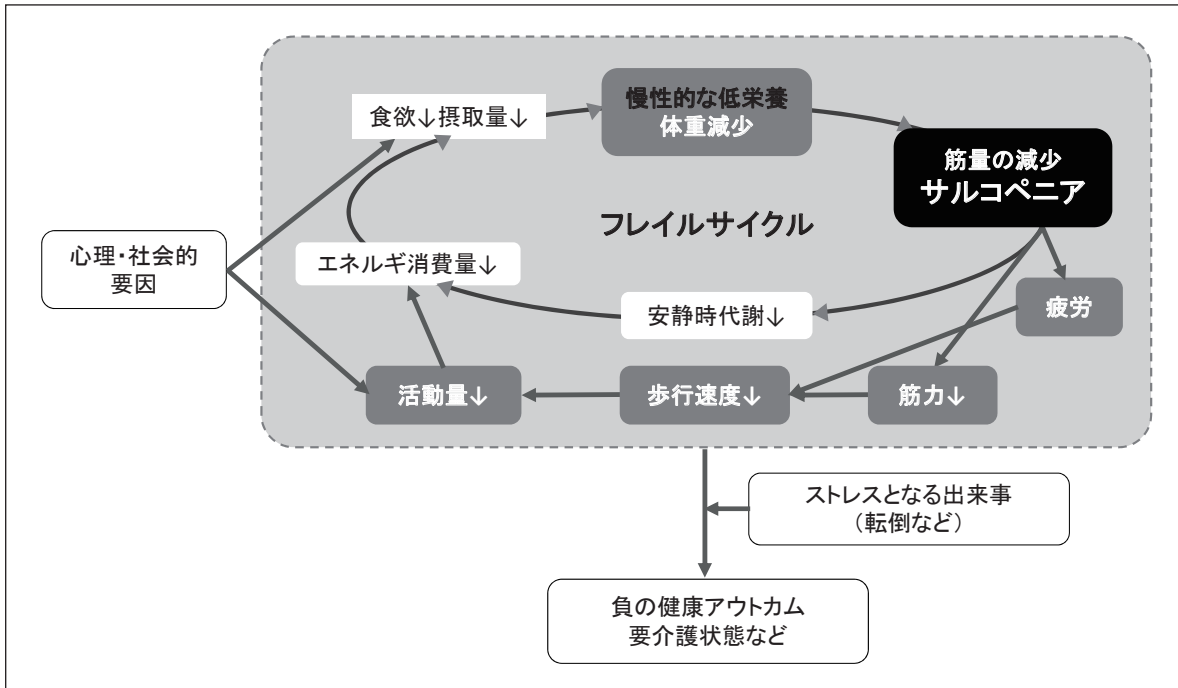 食欲↓摂取量↓
慢性的な低栄養
体重減少
筋量の減少
サルコペニア
フレイルサイクル
心理・社会的
要因
エネルギ消費量↓
安静時代謝↓
疲労
活動量↓
歩行速度↓
筋力↓
ストレスとなる出来事
（転倒など）
負の健康アウトカム
要介護状態など